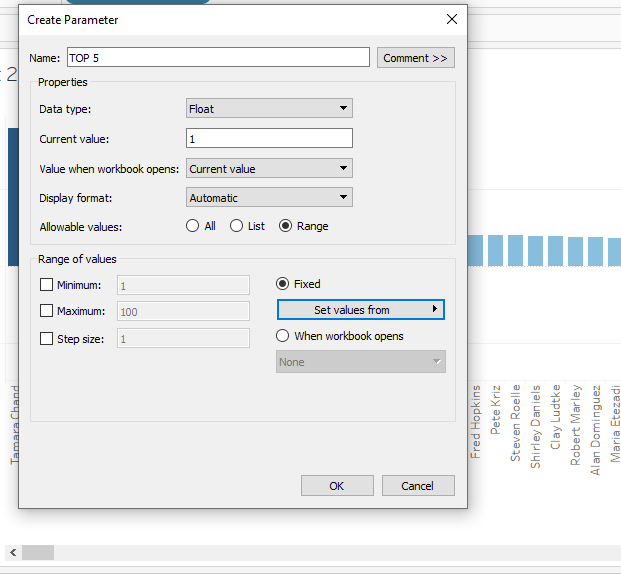 Create Parameter
Name: TOP 5 Comment >>
t 2
Properties
Data type: Float
Current value: 1
Value when workbook opens: Current value
Display format: Automatic
Allowable values: All List Range
Range of values
Minimum: 1 Fixed
Maximum: 100 Set values from
Step size: 1 When workbook opens
None
OK Cancel
Tamara Chand
Fred Hopkins
Pete Kriz
Steven Roelle
Shirley Daniels
Clay Ludtke
Robert Marley
Alan Dominguez
Maria Etezadi